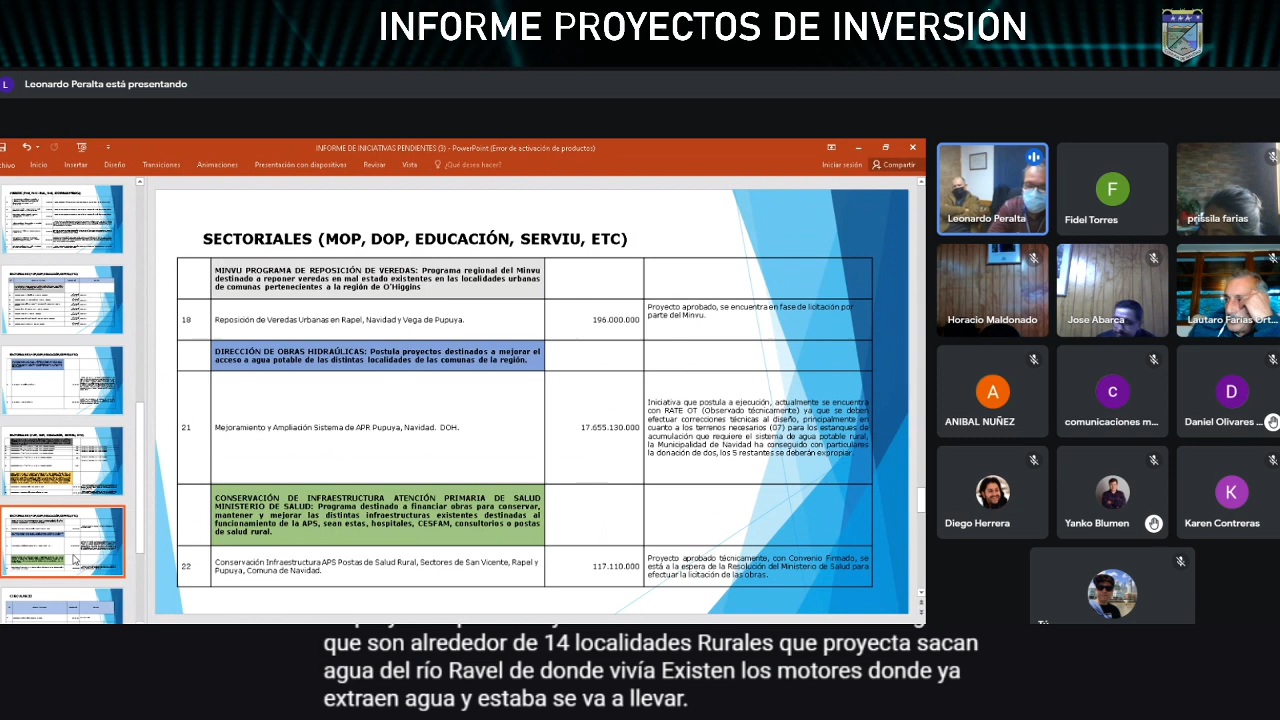 INFORME PROYECTOS DE INVERSIÓN
L Leonardo Peralta está presentando
INFORME DE INICIATIVAS PENDIENTES (3) - PowerPoint (Error de activación de productos)
chivo Inicio Insertar Diseño Transiciones Animaciones Presentación con diapositivas Revisar Vista ¿Qué desea hacer? Iniciar sesión Compartir
SECTORIALES (MOP, DOP, EDUCACIÓN, SERVIU, ETC)
MINVU PROGRAMA DE REPOSICIÓN DE VEREDAS: Programa regional del Minvu
destinado a reponer veredas en mal estado existentes en las localidades urbanas
de comunas pertenecientes a la región de O'Higgins
18 Reposición de Veredas Urbanas en Rapel, Navidad y Vega de Pupuya. 196.000.000
Proyecto aprobado, se encuentra en fase de licitación por
parte del Minvu.
DIRECCIÓN DE OBRAS HIDRAÚLICAS: Postula proyectos destinados a mejorar el
acceso a agua potable de las distintas localidades de las comunas de la región.
21 Mejoramiento y Ampliación Sistema de APR Pupuya, Navidad. DOH. 17.655.130.000
Iniciativa que postula a ejecución, actualmente se encuentra
con RATE OT (Observado técnicamente) ya que se deben
efectuar correcciones técnicas al diseño, principalmente en
cuanto a los terrenos necesarios (07) para los estanques de
acumulación que requiere el sistema de agua potable rural,
la Municipalidad de Navidad ha conseguido con particulares
la donación de dos, los 5 restantes se deberán expropiar.
CONSERVACIÓN DE INFRAESTRUCTURA ATENCIÓN PRIMARIA DE SALUD
MINISTERIO DE SALUD: Programa destinado a financiar obras para conservar,
mantener y mejorar las distintas infraestructuras existentes destinadas al
funcionamiento de la APS, sean estas, hospitales, CESFAM, consultorios o postas
de salud rural.
22 Conservación Infraestructura APS Postas de Salud Rural, Sectores de San Vicente, Rapel y
Pupuya, Comuna de Navidad.
117.110.000
Proyecto aprobado técnicamente, con Convenio Firmado, se
está a la espera de la Resolución del Ministerio de Salud para
efectuar la licitación de las obras.
Leonardo Peralta
F
Fidel Torres
prissila farias
Horacio Maldonado
Jose Abarca
Lautaro Farias Ort...
A
ANIBAL NUÑEZ
c
comunicaciones m...
D
Daniel Olivares ...
Diego Herrera
Yanko Blumen
K
Karen Contreras
Tú
que son alrededor de 14 localidades Rurales que proyecta sacan
agua del río Ravel de donde vivía Existen los motores donde ya
extraen agua y estaba se va a llevar.